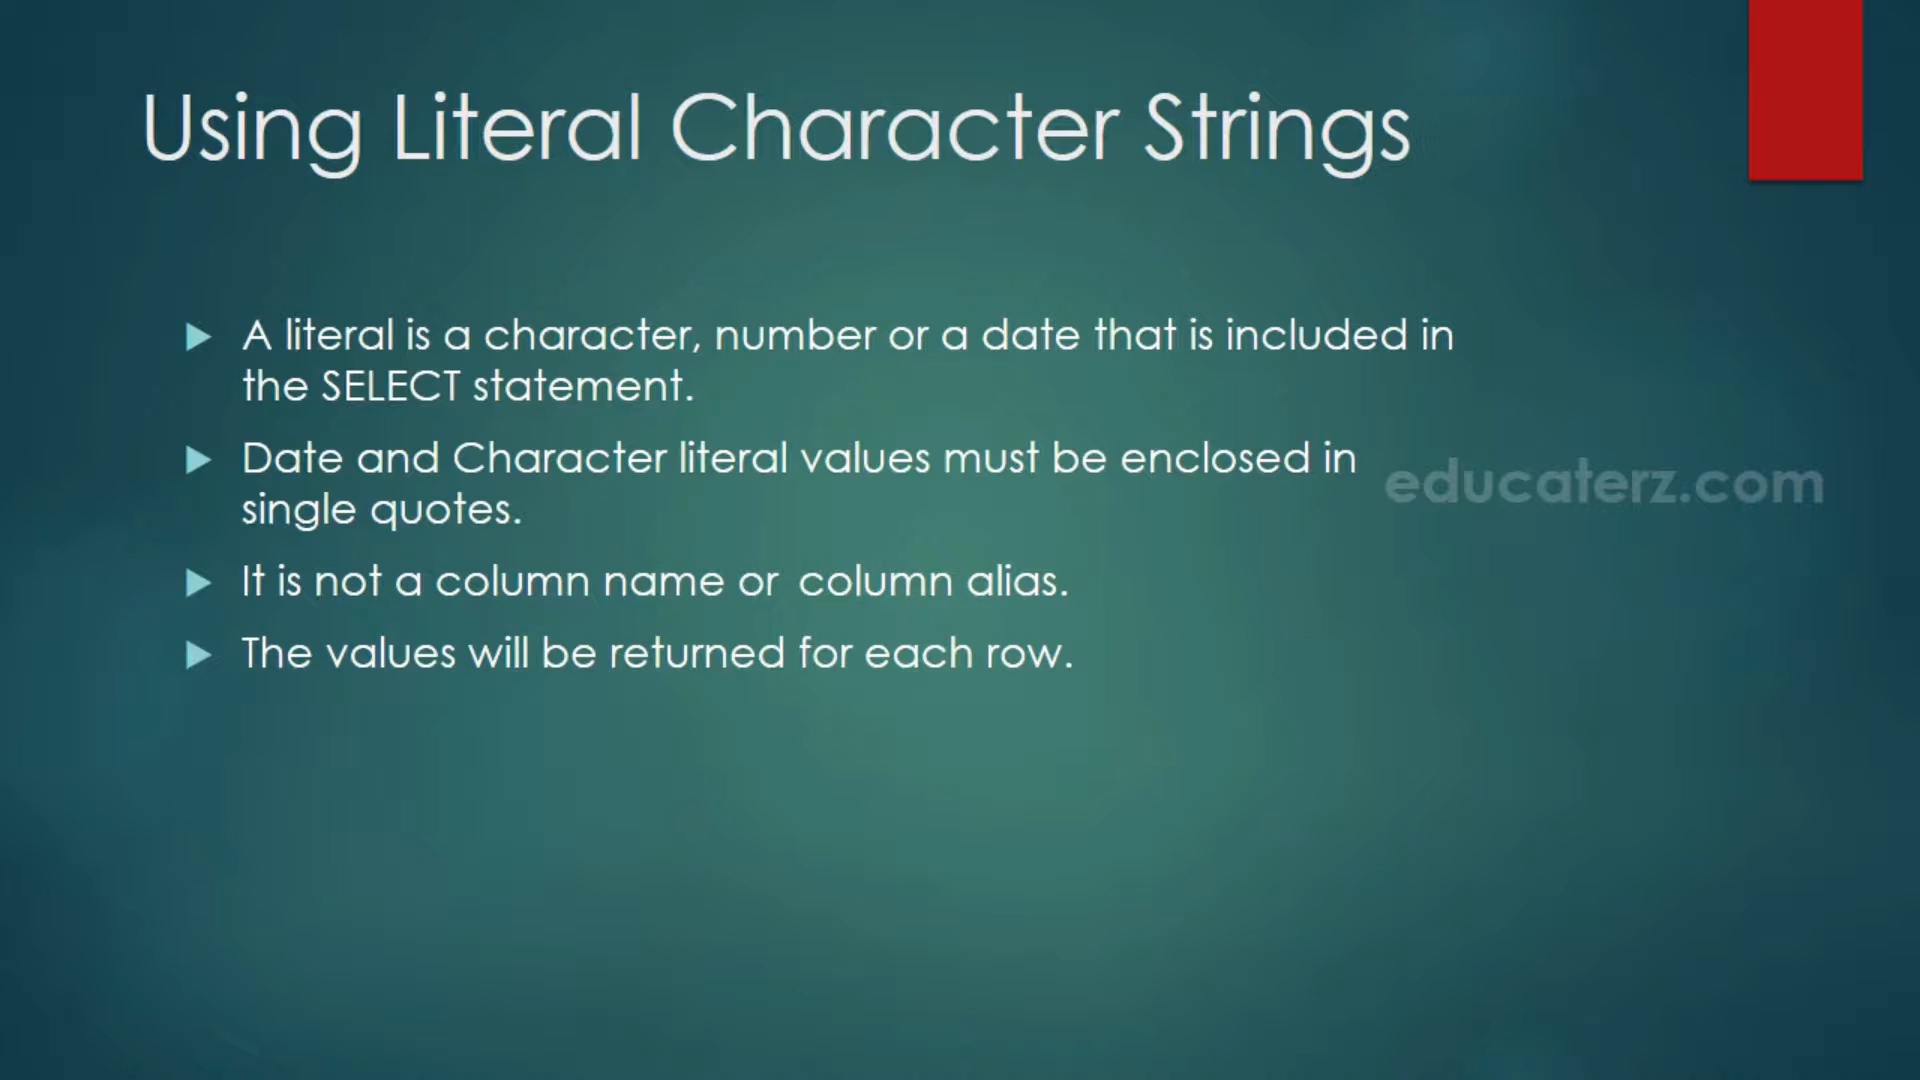 Using Literal Character Strings
A literal is a character, number or a date that is included in
the SELECT statement.
Date and Character literal values must be enclosed in
single quotes.
educaterz.com
It is not a column name or column alias.
The values will be returned for each row.